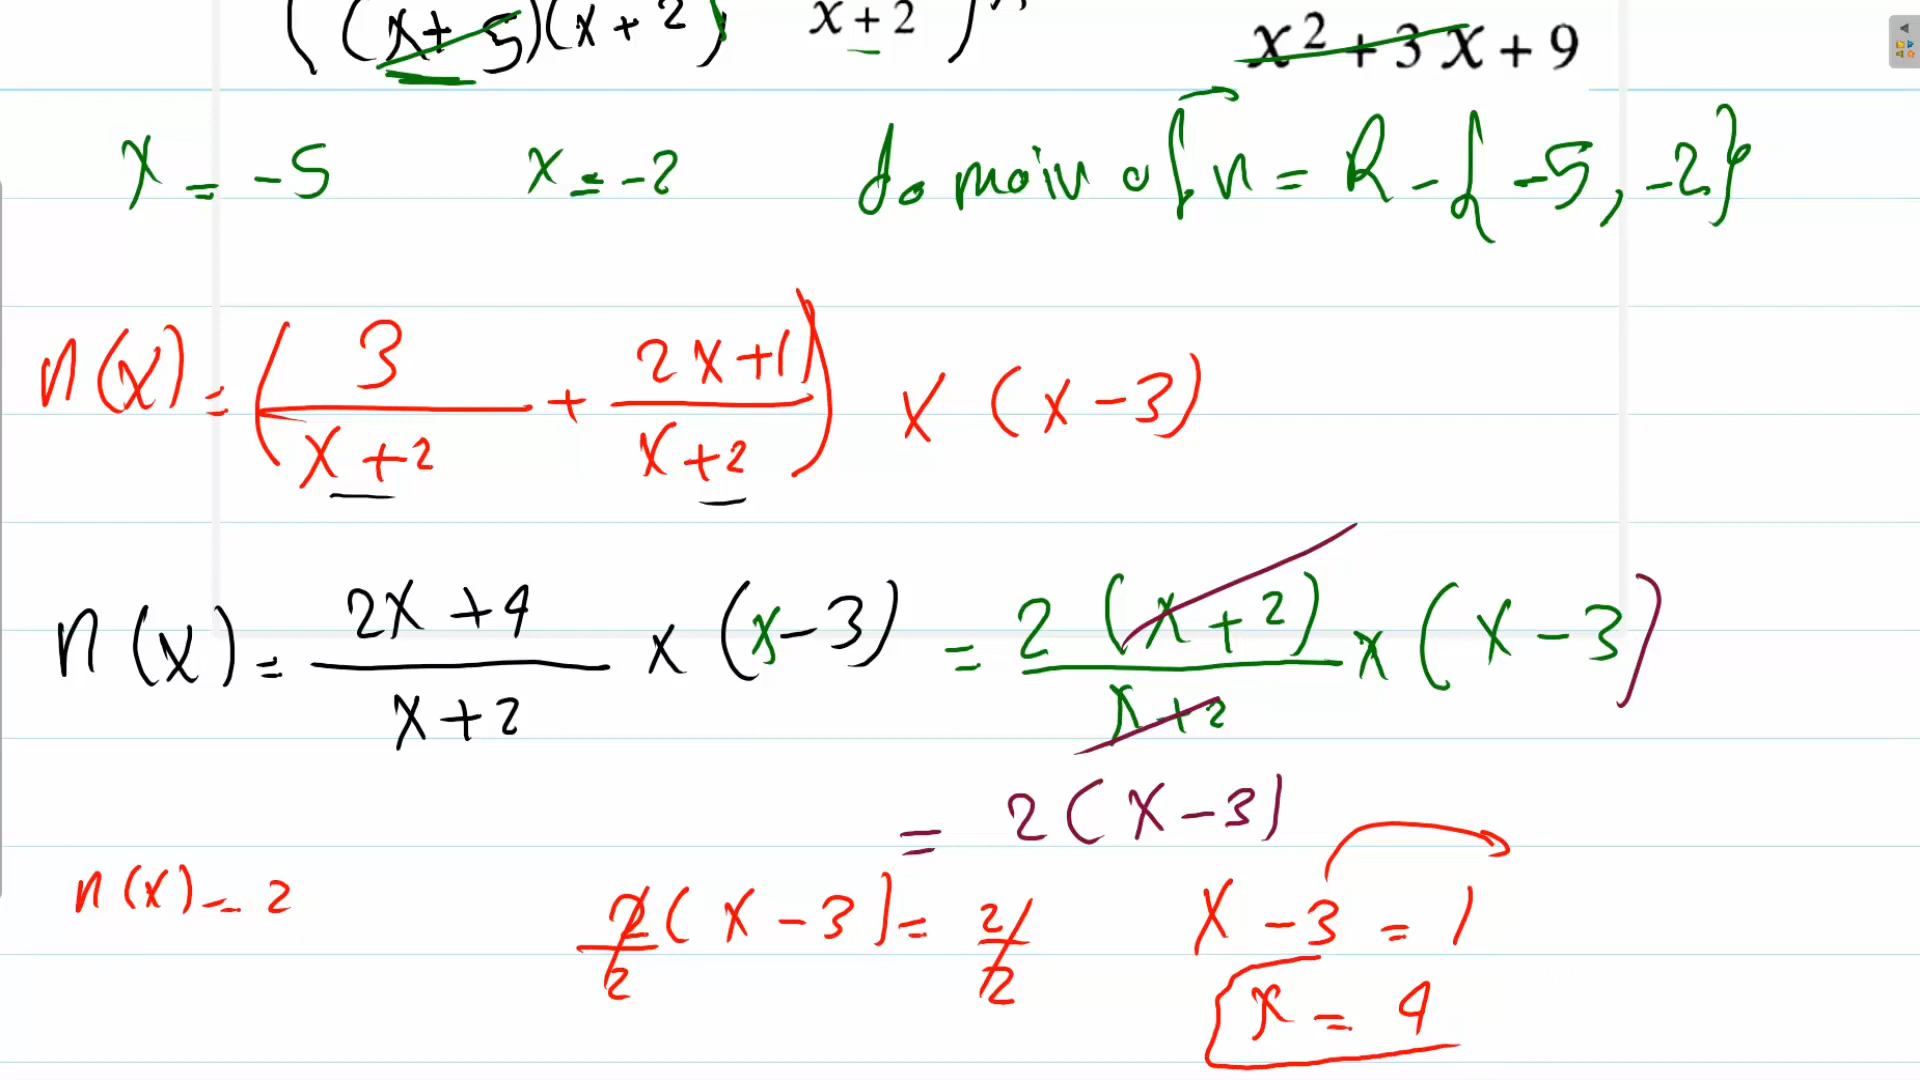 ((x+5)(x+2) x+2)
x² + 3x + 9
x = -5 x = -2 domain of n = R - {-5, -2}
n(x) = (3/(x+2) + (2x+1)/(x+2)) × (x-3)
n(x) = (2x+4)/(x+2) × (x-3) = 2(x+2)/(x+2) × (x-3)
= 2(x-3)
n(x) = 2 2(x-3)/2 = 2/2 x-3 = 1
x = 4